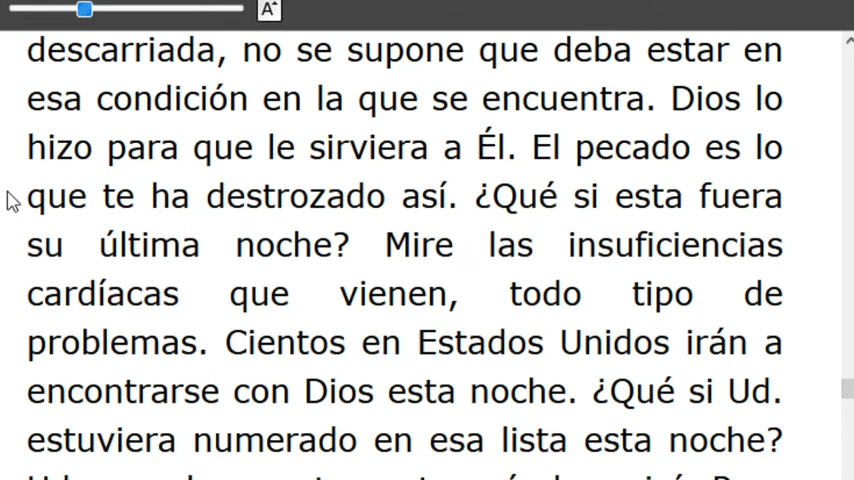 A
descarriada, no se supone que deba estar en
esa condición en la que se encuentra. Dios lo
hizo para que le sirviera a Él. El pecado es lo
que te ha destrozado así. ¿Qué si esta fuera
su última noche? Mire las insuficiencias
cardíacas que vienen, todo tipo de
problemas. Cientos en Estados Unidos irán a
encontrarse con Dios esta noche. ¿Qué si Ud.
estuviera numerado en esa lista esta noche?